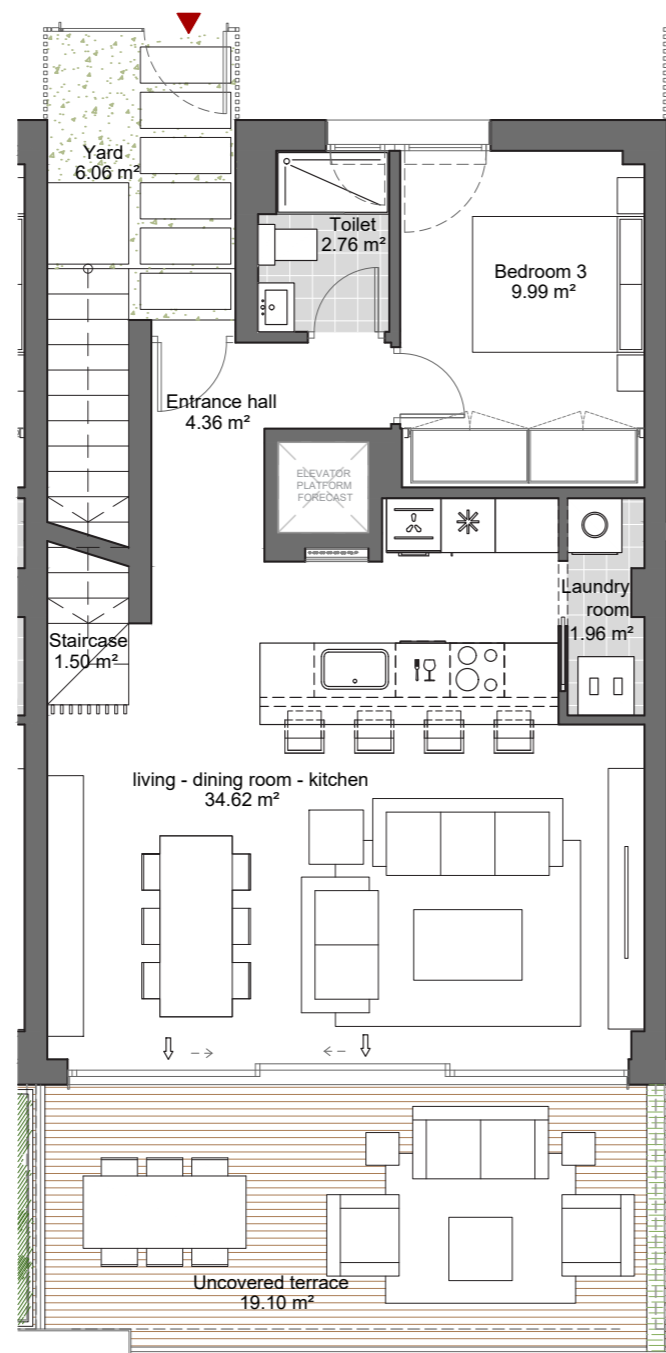 Yard
6.06 m²
Toilet
2.76 m²
Bedroom 3
9.99 m²
Entrance hall
4.36 m²
ELEVATOR
PLATFORM
FORECAST
Laundry
room
1.96 m²
Staircase
1.50 m²
living - dining room - kitchen
34.62 m²
Uncovered terrace
19.10 m²